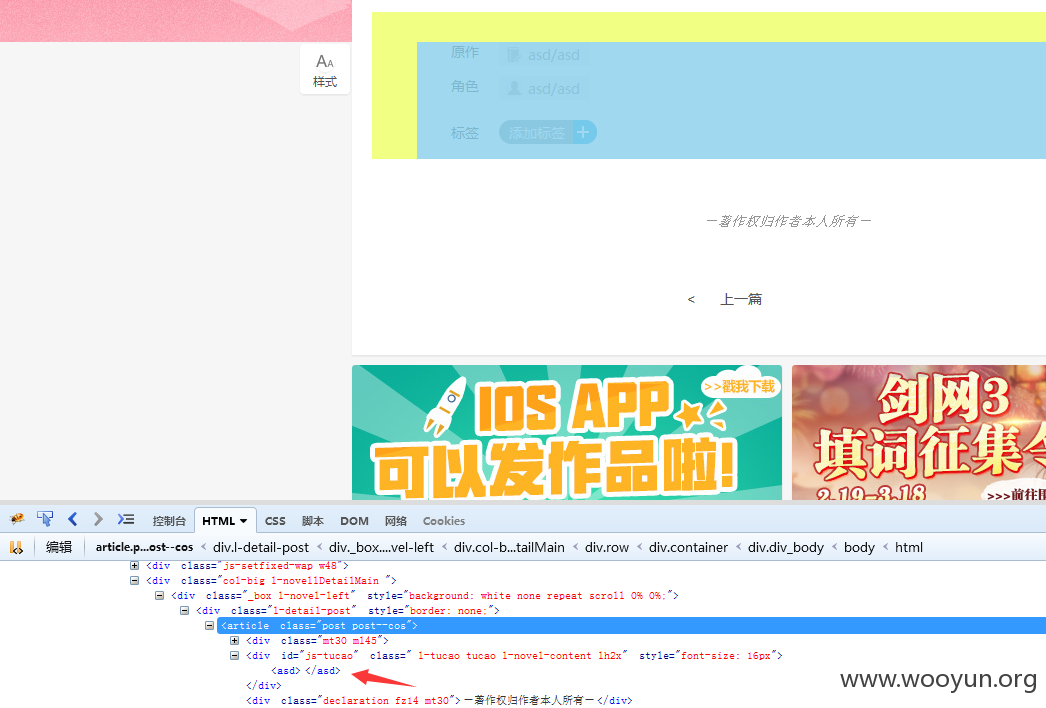 原作 asd/asd
AA
样式
角色 asd/asd
标签 添加标签 +
－著作权归作者本人所有－
< 上一篇
>>戳我下载
IOS APP
可以发作品啦!
剑网3
填词征集令
2.19--3.18
>>>前往围
控制台 HTML CSS 脚本 DOM 网络 Cookies
编辑 article.p...ost--cos < div.l-detail-post < div._box....vel-left < div.col-b...tailMain < div.row < div.container < div.div_body < body < html
<div class="js-setfixed-wap w48">
<div class="col-big l-novellDetailMain ">
<div class="_box l-novel-left" style="background: white none repeat scroll 0% 0%;">
<div class="l-detail-post" style="border: none;">
<article class="post post--cos">
<div class="mt30 ml45">
<div id="js-tucao" class=" l-tucao tucao l-novel-content lh2x" style="font-size: 16px">
<asd> </asd>
</div>
<div class="declaration fz14 mt30">－著作权归作者本人所有－</div>
www.wooyun.org